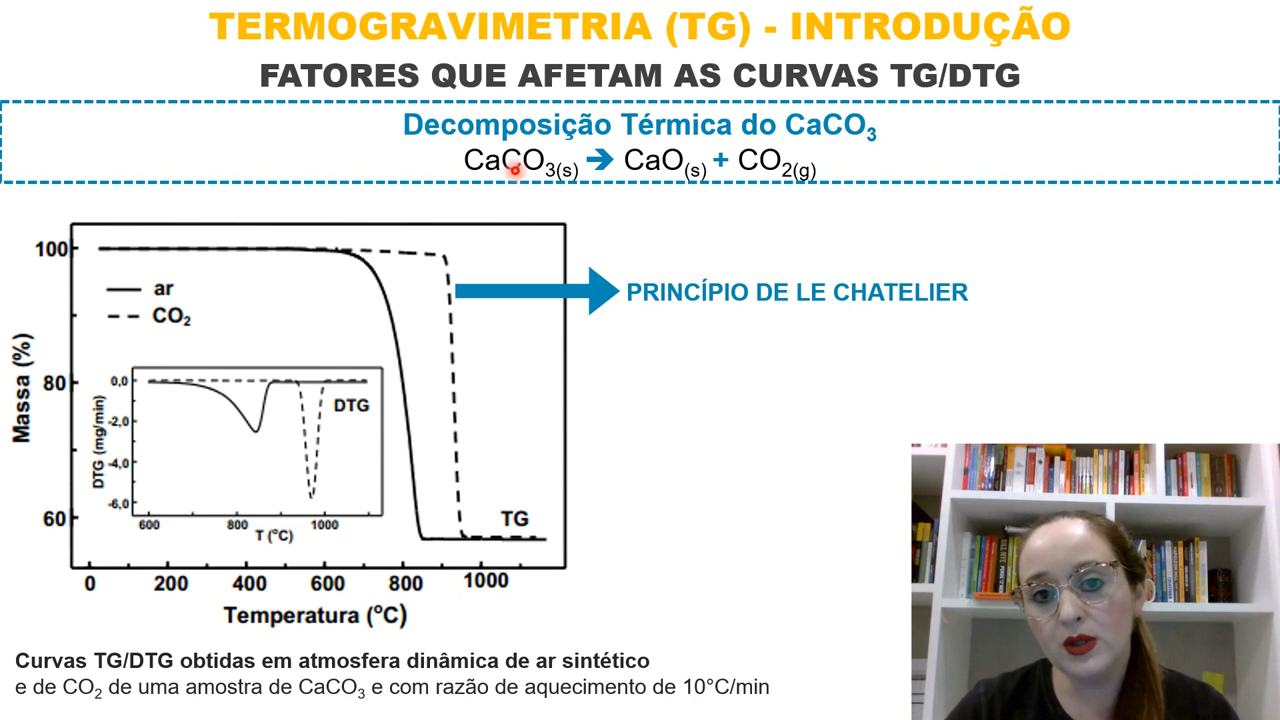 TERMOGRAVIMETRIA (TG) - INTRODUÇÃO
FATORES QUE AFETAM AS CURVAS TG/DTG
Decomposição Térmica do CaCO₃
CaCO₃₍ₛ₎ ➔ CaO₍ₛ₎ + CO₂₍g₎
100
80
60
Massa (%)
ar
CO₂
PRINCÍPIO DE LE CHATELIER
0,0
-2,0
-4,0
-6,0
DTG (mg/min)
DTG
600 800 1000
T (°C)
TG
0 200 400 600 800 1000
Temperatura (°C)
Curvas TG/DTG obtidas em atmosfera dinâmica de ar sintético
e de CO₂ de uma amostra de CaCO₃ e com razão de aquecimento de 10°C/min